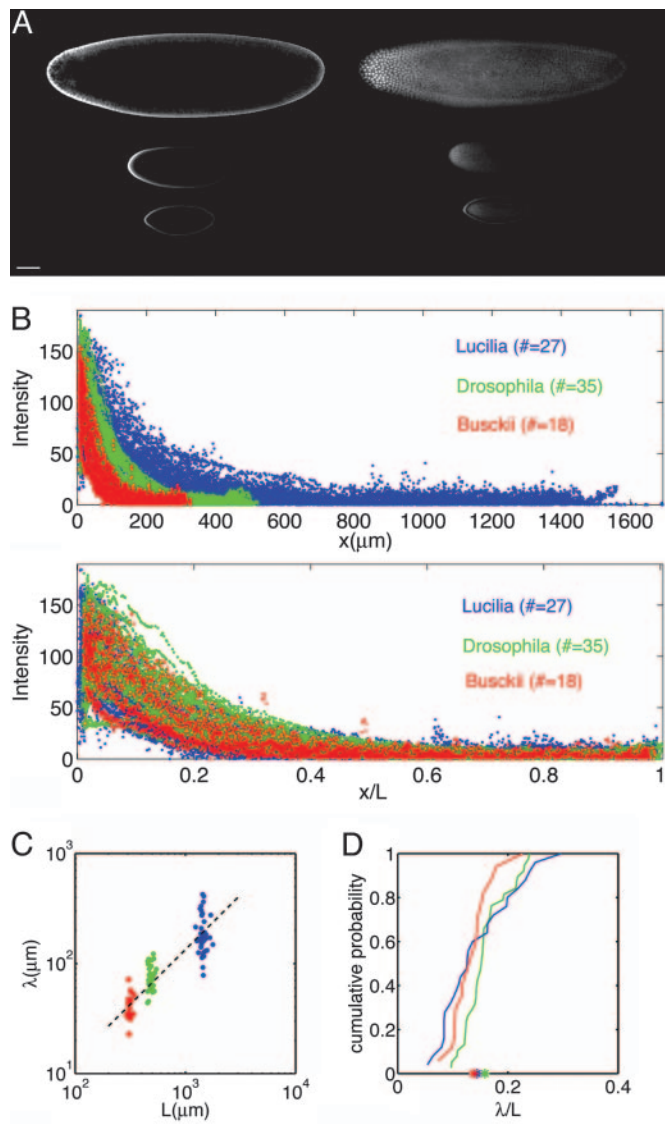 A
B
150
100
50
0
Intensity
Lucilia (#=27)
Drosophila (#=35)
Busckii (#=18)
0 200 400 600 800 1000 1200 1400 1600
x(μm)
150
100
50
0
Intensity
Lucilia (#=27)
Drosophila (#=35)
Busckii (#=18)
0 0.2 0.4 0.6 0.8 1
x/L
C
10³
10²
10¹
λ(μm)
10² 10³ 10⁴
L(μm)
D
1
0.8
0.6
0.4
0.2
0
cumulative probability
0 0.2 0.4
λ/L